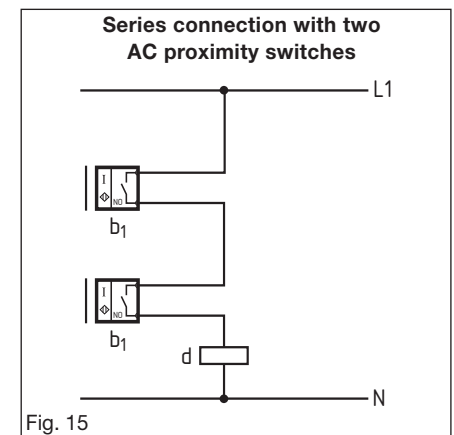 Series connection with two
AC proximity switches
L1
I
NO
b1
I
NO
b1
d
N
Fig. 15